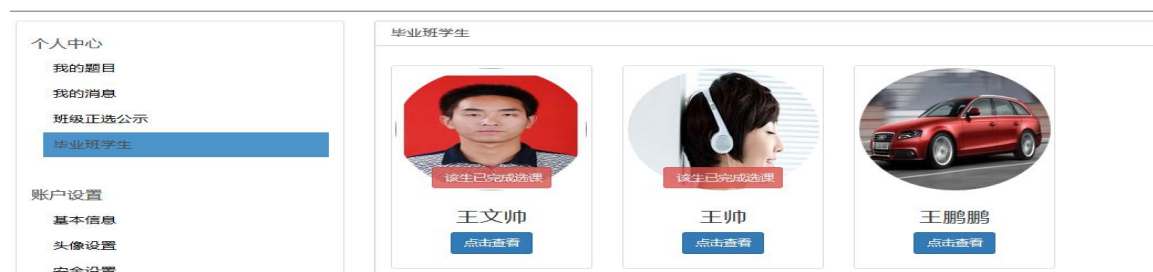 个人中心
我的题目
我的消息
班级正选公示
毕业班学生
账户设置
基本信息
头像设置
安全设置
毕业班学生
该生已完成选课
王文帅
点击查看
该生已完成选课
王帅
点击查看
王鹏鹏
点击查看